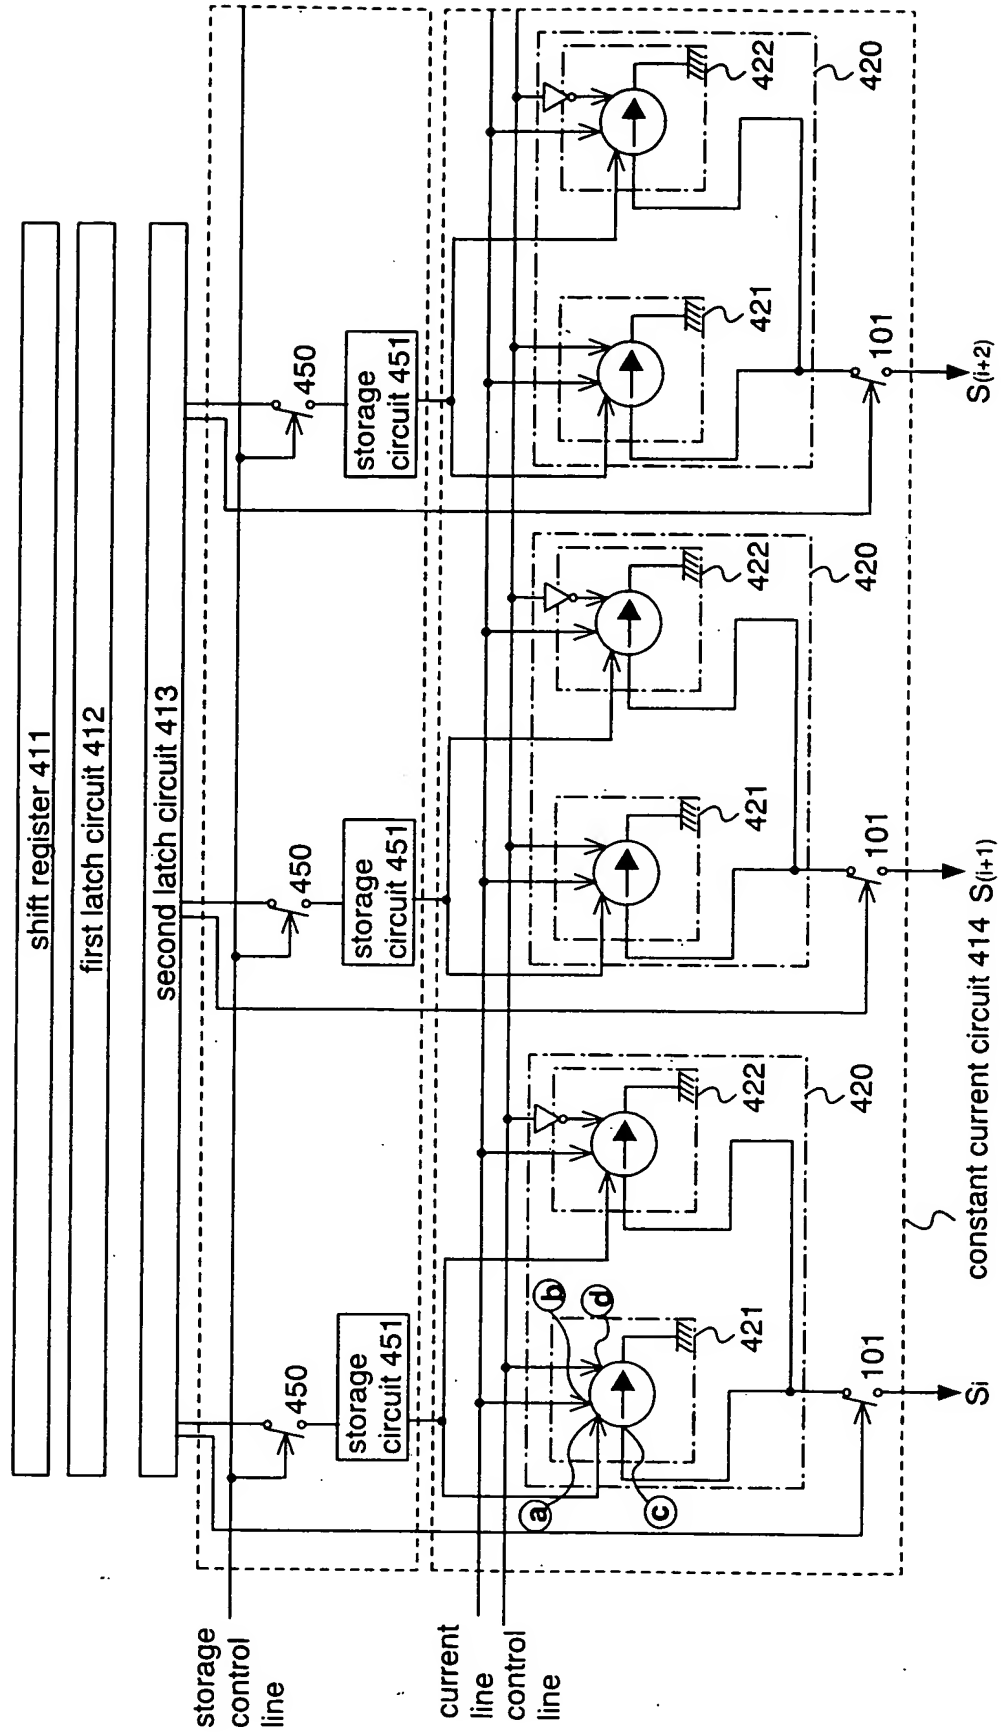 shift register 411
first latch circuit 412
second latch circuit 413
storage
control
line
450
storage
circuit 451
450
storage
circuit 451
450
storage
circuit 451
current
line
control
line
a
b
c
d
421
422
420
421
422
420
421
422
420
101
101
101
Si
S(i+1)
S(i+2)
constant current circuit 414